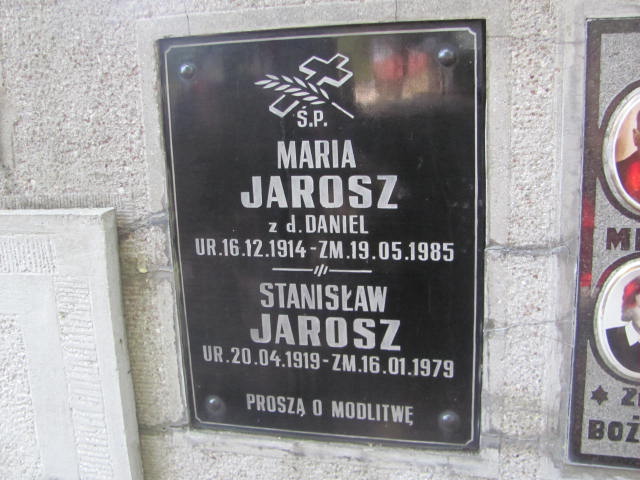 Ś.P.
MARIA
JAROSZ
z d. DANIEL
UR.16.12.1914-ZM.19.05.1985
STANISŁAW
JAROSZ
UR.20.04.1919-ZM.16.01.1979
PROSZĄ O MODLITWĘ